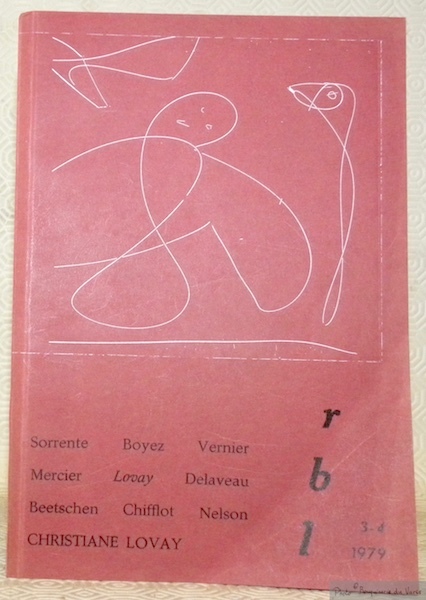 r
b
l
Sorrente Boyez Vernier
Mercier Lovay Delaveau
Beetschen Chifflot Nelson
CHRISTIANE LOVAY
3-4
1979